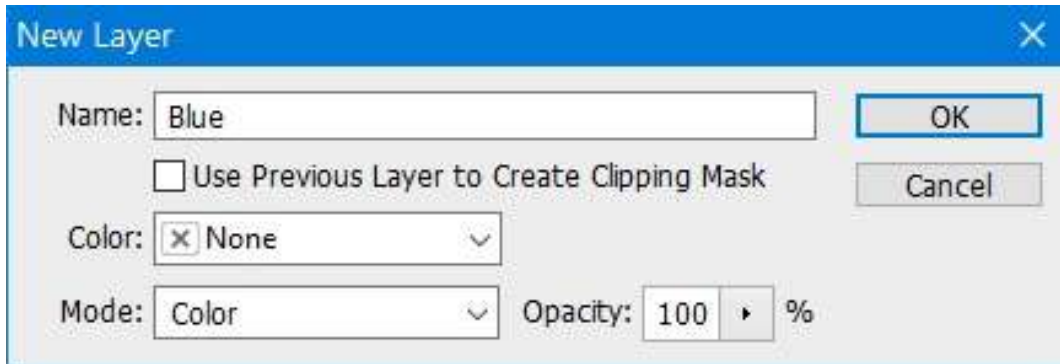 New Layer
Name: Blue OK
Use Previous Layer to Create Clipping Mask Cancel
Color: None
Mode: Color Opacity: 100 %